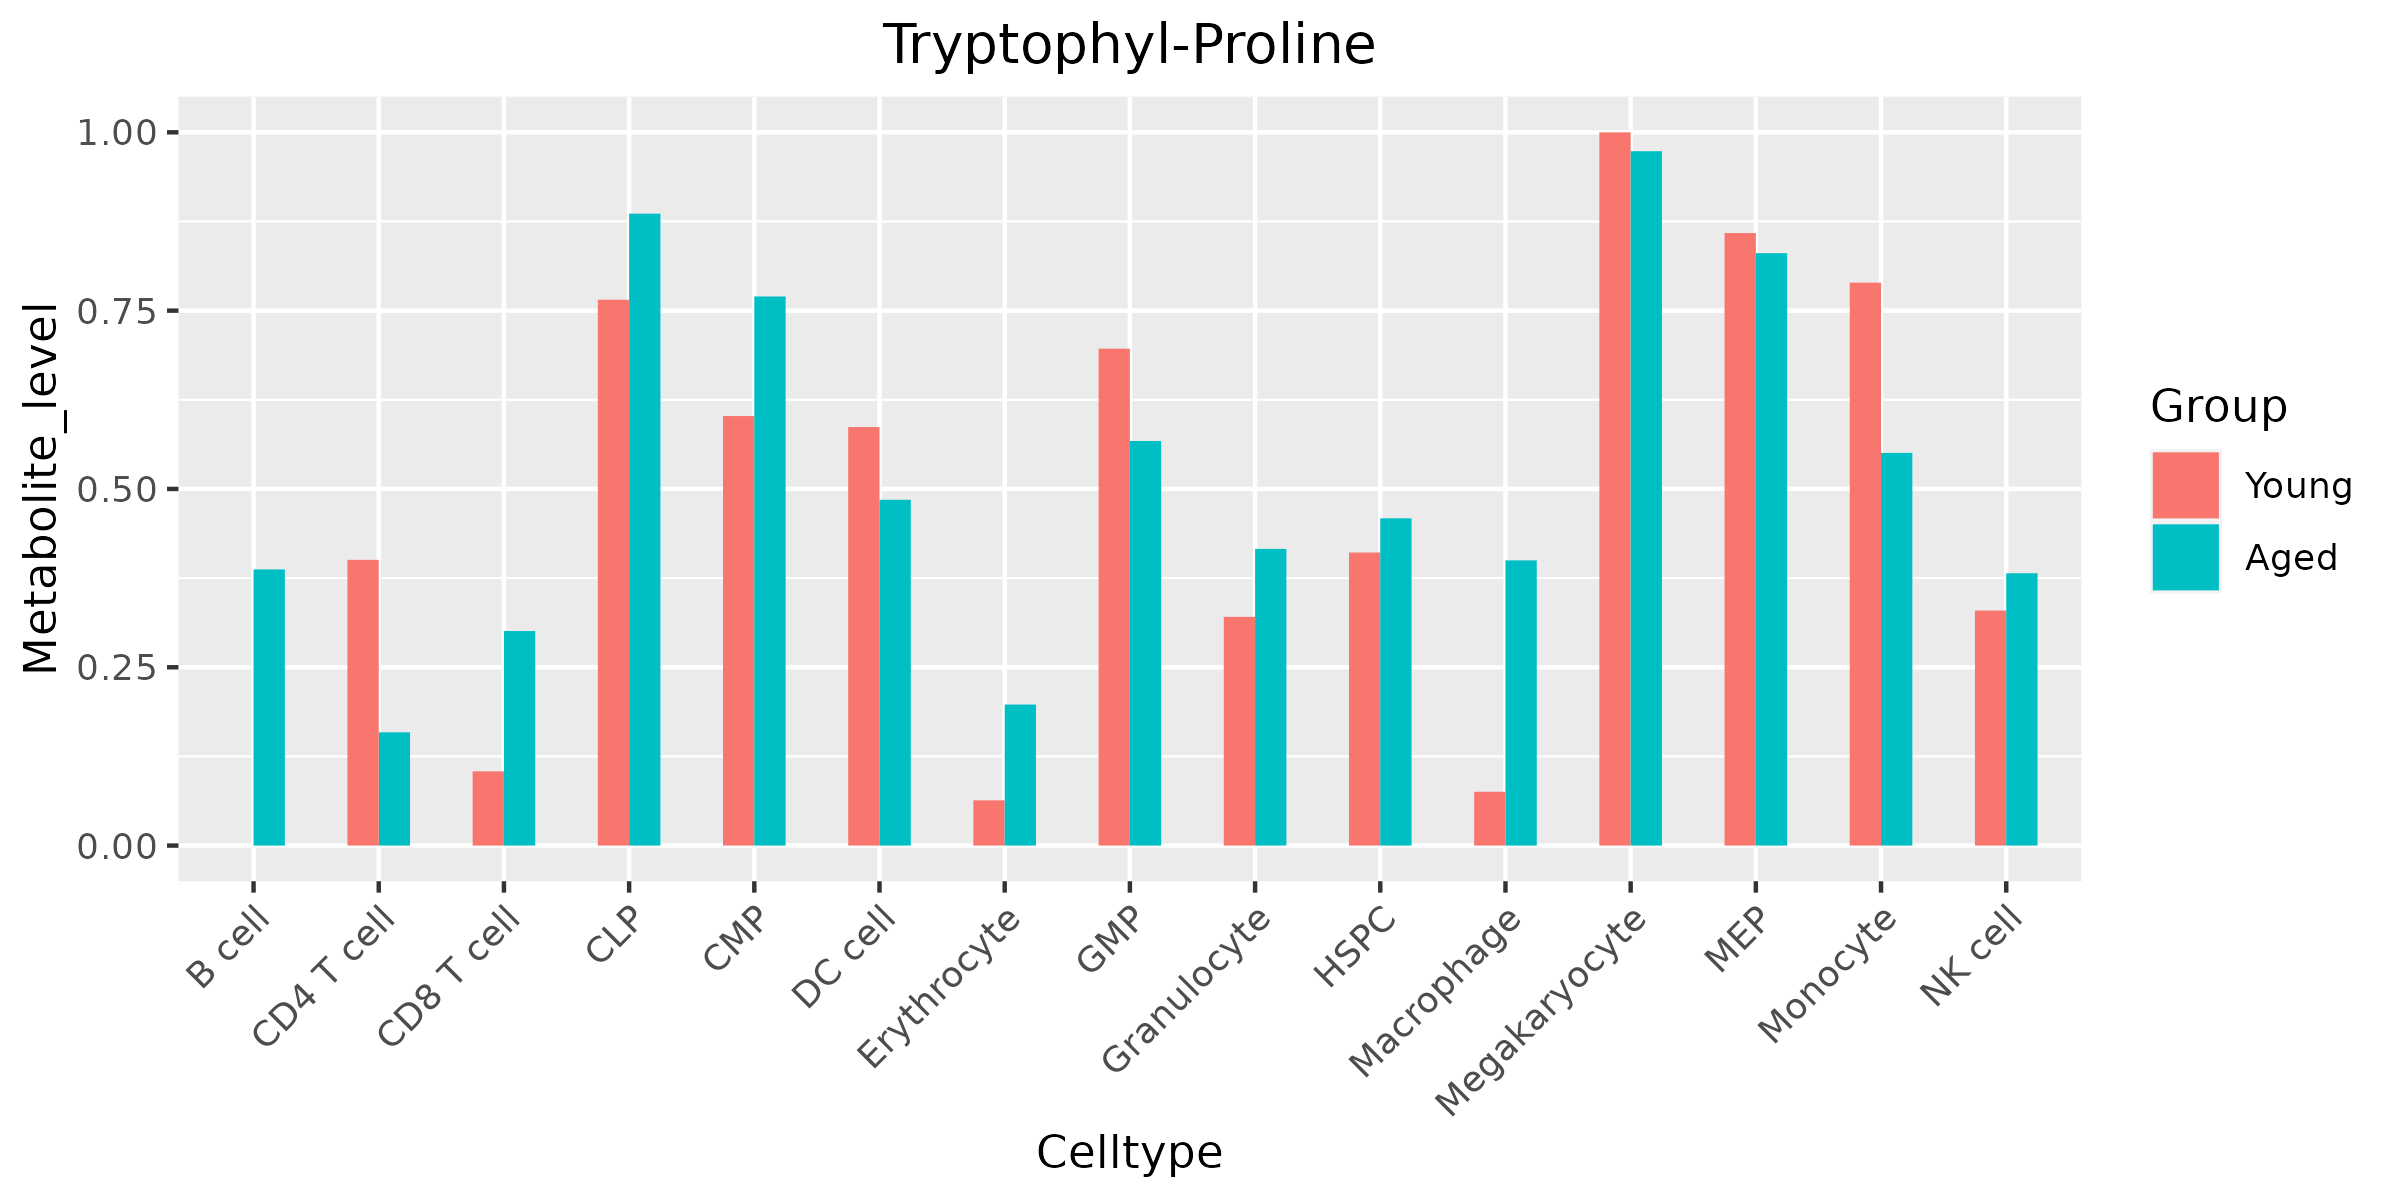 Tryptophyl-Proline
Metabolite_level
1.00
0.75
0.50
0.25
0.00
B cell
CD4 T cell
CD8 T cell
CLP
CMP
DC cell
Erythrocyte
GMP
Granulocyte
HSPC
Macrophage
Megakaryocyte
MEP
Monocyte
NK cell
Celltype
Group
Young
Aged